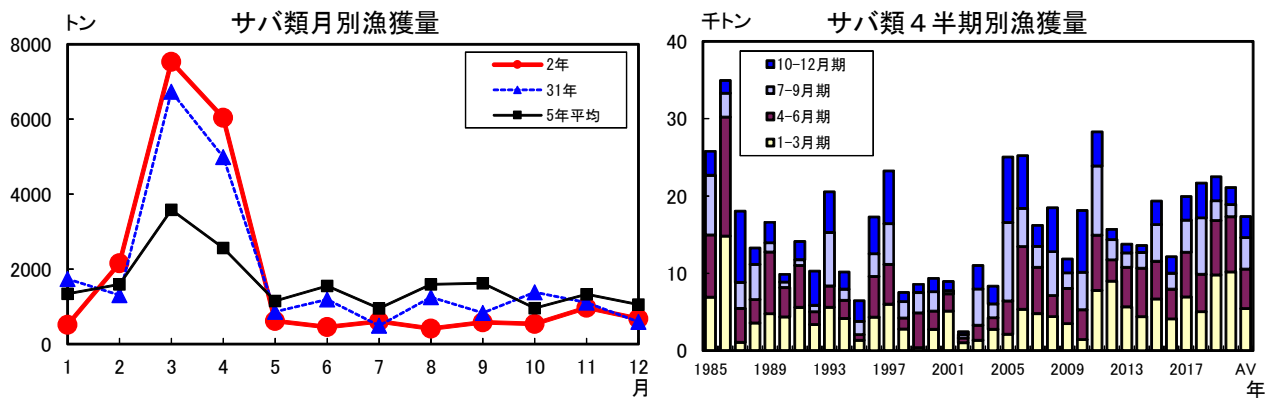 サバ類月別漁獲量
トン
8000
6000
4000
2000
0
2年
31年
5年平均
1 2 3 4 5 6 7 8 9 10 11 12
月
サバ類4半期別漁獲量
千トン
40
30
20
10
0
10-12月期
7-9月期
4-6月期
1-3月期
1985 1989 1993 1997 2001 2005 2009 2013 2017 AV
年